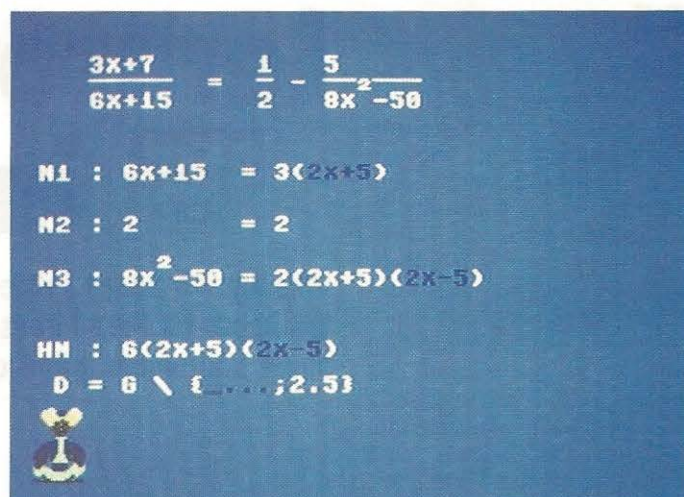 3x+7 / 6x+15 = 1/2 - 5 / 8x²-50
N1 : 6x+15 = 3(2x+5)
N2 : 2 = 2
N3 : 8x²-50 = 2(2x+5)(2x-5)
HN : 6(2x+5)(2x-5)
D = G \ {_...;2.5}